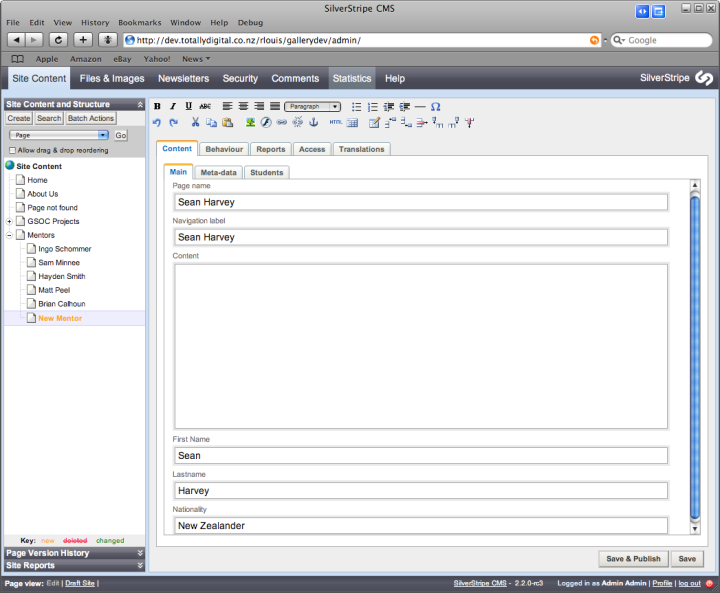 SilverStripe CMS
File Edit View History Bookmarks Window Help Debug
http://dev.totallydigital.co.nz/rlouis/gallerydev/admin/
Google
Apple Amazon eBay Yahoo! News
Site Content Files & Images Newsletters Security Comments Statistics Help SilverStripe
Site Content and Structure
Create Search Batch Actions
Page Go
Allow drag & drop reordering
Site Content
Home
About Us
Page not found
GSOC Projects
Mentors
Ingo Schommer
Sam Minnee
Hayden Smith
Matt Peel
Brian Calhoun
New Mentor
Key: new deleted changed
Page Version History
Site Reports
B I U ABC Paragraph Ω
HTML
Content Behaviour Reports Access Translations
Main Meta-data Students
Page name
Sean Harvey
Navigation label
Sean Harvey
Content
First Name
Sean
Lastname
Harvey
Nationality
New Zealander
Save & Publish Save
Page view: Edit | Draft Site | SilverStripe CMS - 2.2.0-rc3 Logged in as Admin Admin | Profile | log out